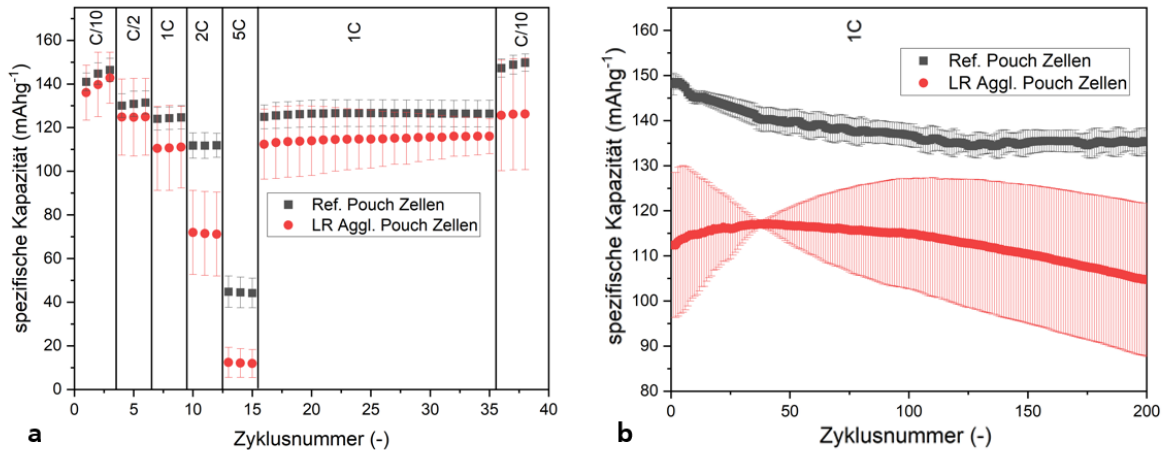 C/10
C/2
1C
2C
5C
1C
C/10
spezifische Kapazität (mAhg-1)
160
140
120
100
80
60
40
20
0
Ref. Pouch Zellen
LR Aggl. Pouch Zellen
0 5 10 15 20 25 30 35 40
Zyklusnummer (-)
a
1C
spezifische Kapazität (mAhg-1)
160
150
140
130
120
110
100
90
80
Ref. Pouch Zellen
LR Aggl. Pouch Zellen
0 50 100 150 200
Zyklusnummer (-)
b